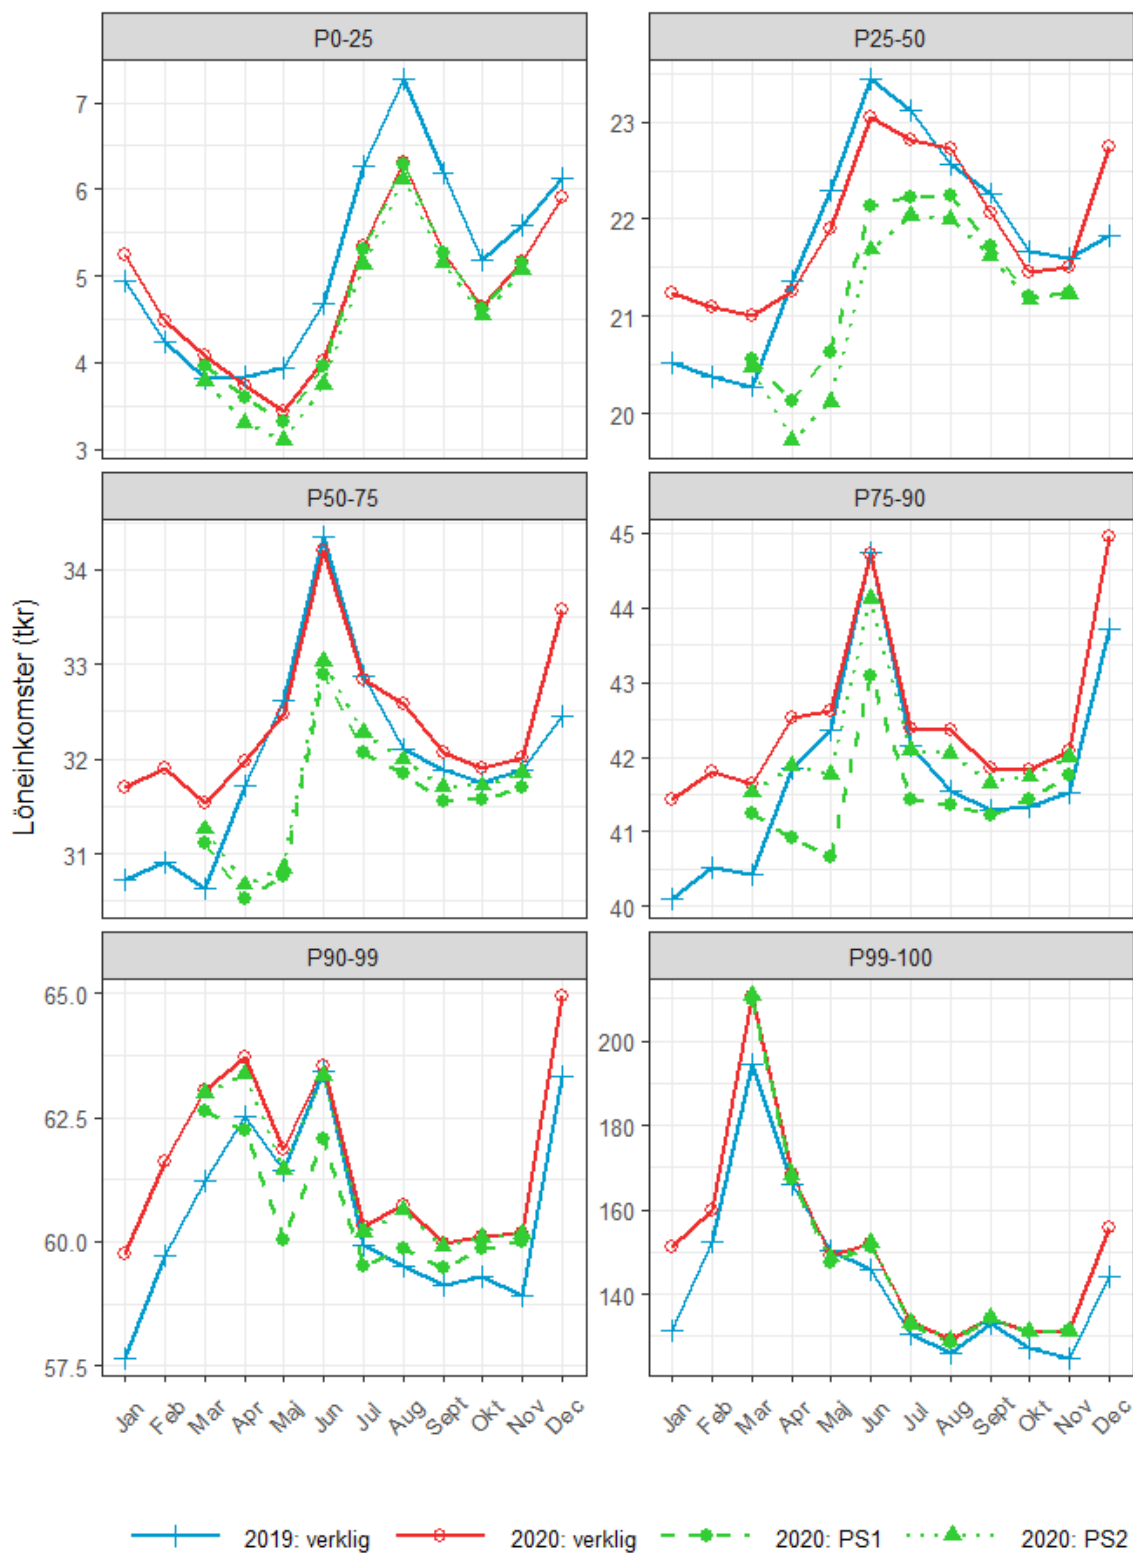 P0-25
P25-50
7
6
5
4
3
23
22
21
20
P50-75
P75-90
34
33
32
31
45
44
43
42
41
40
Löneinkomster (tkr)
P90-99
P99-100
65.0
62.5
60.0
57.5
200
180
160
140
Jan Feb Mar Apr Maj Jun Jul Aug Sept Okt Nov Dec
Jan Feb Mar Apr Maj Jun Jul Aug Sept Okt Nov Dec
2019: verklig 2020: verklig 2020: PS1 2020: PS2